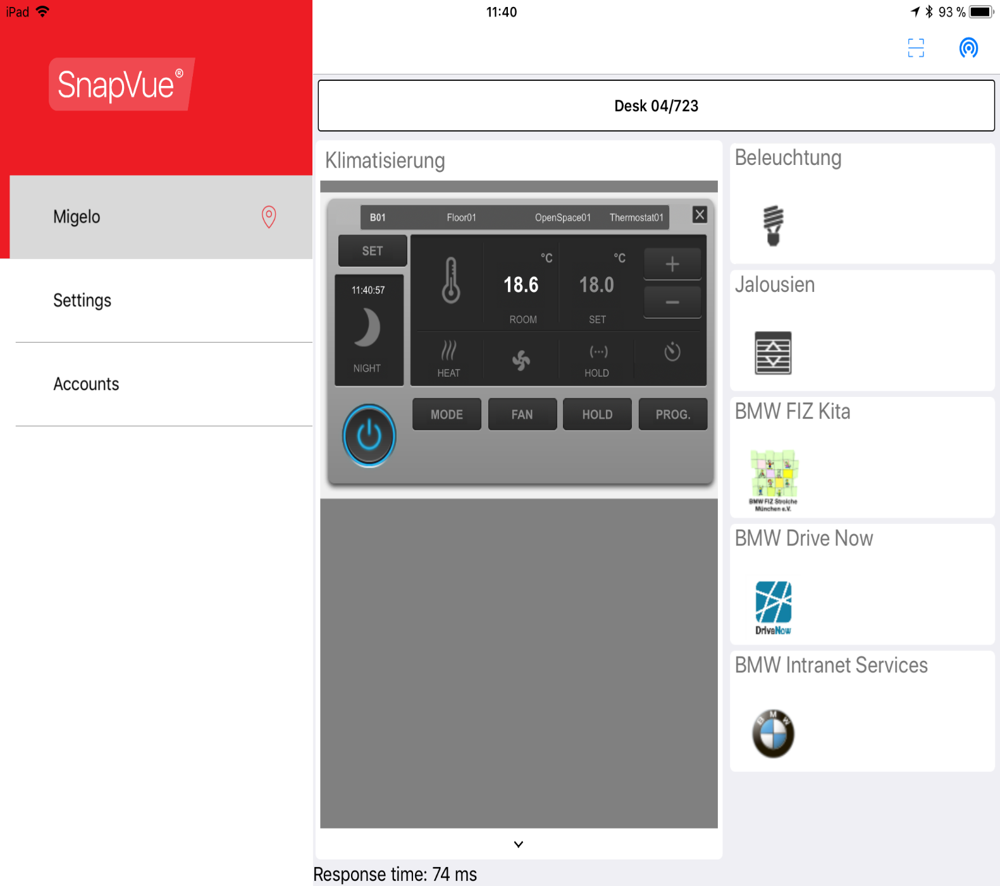 iPad
11:40
93 %
SnapVue®
Migelo
Settings
Accounts
Desk 04/723
Klimatisierung
B01 Floor01 OpenSpace01 Thermostat01
SET
11:40:57
NIGHT
°C
18.6
ROOM
°C
18.0
SET
+
−
HEAT
(···)
HOLD
MODE FAN HOLD PROG.
Response time: 74 ms
Beleuchtung
Jalousien
BMW FIZ Kita
BMW FIZ Strolche
München e.V.
BMW Drive Now
DriveNow
BMW Intranet Services
BMW